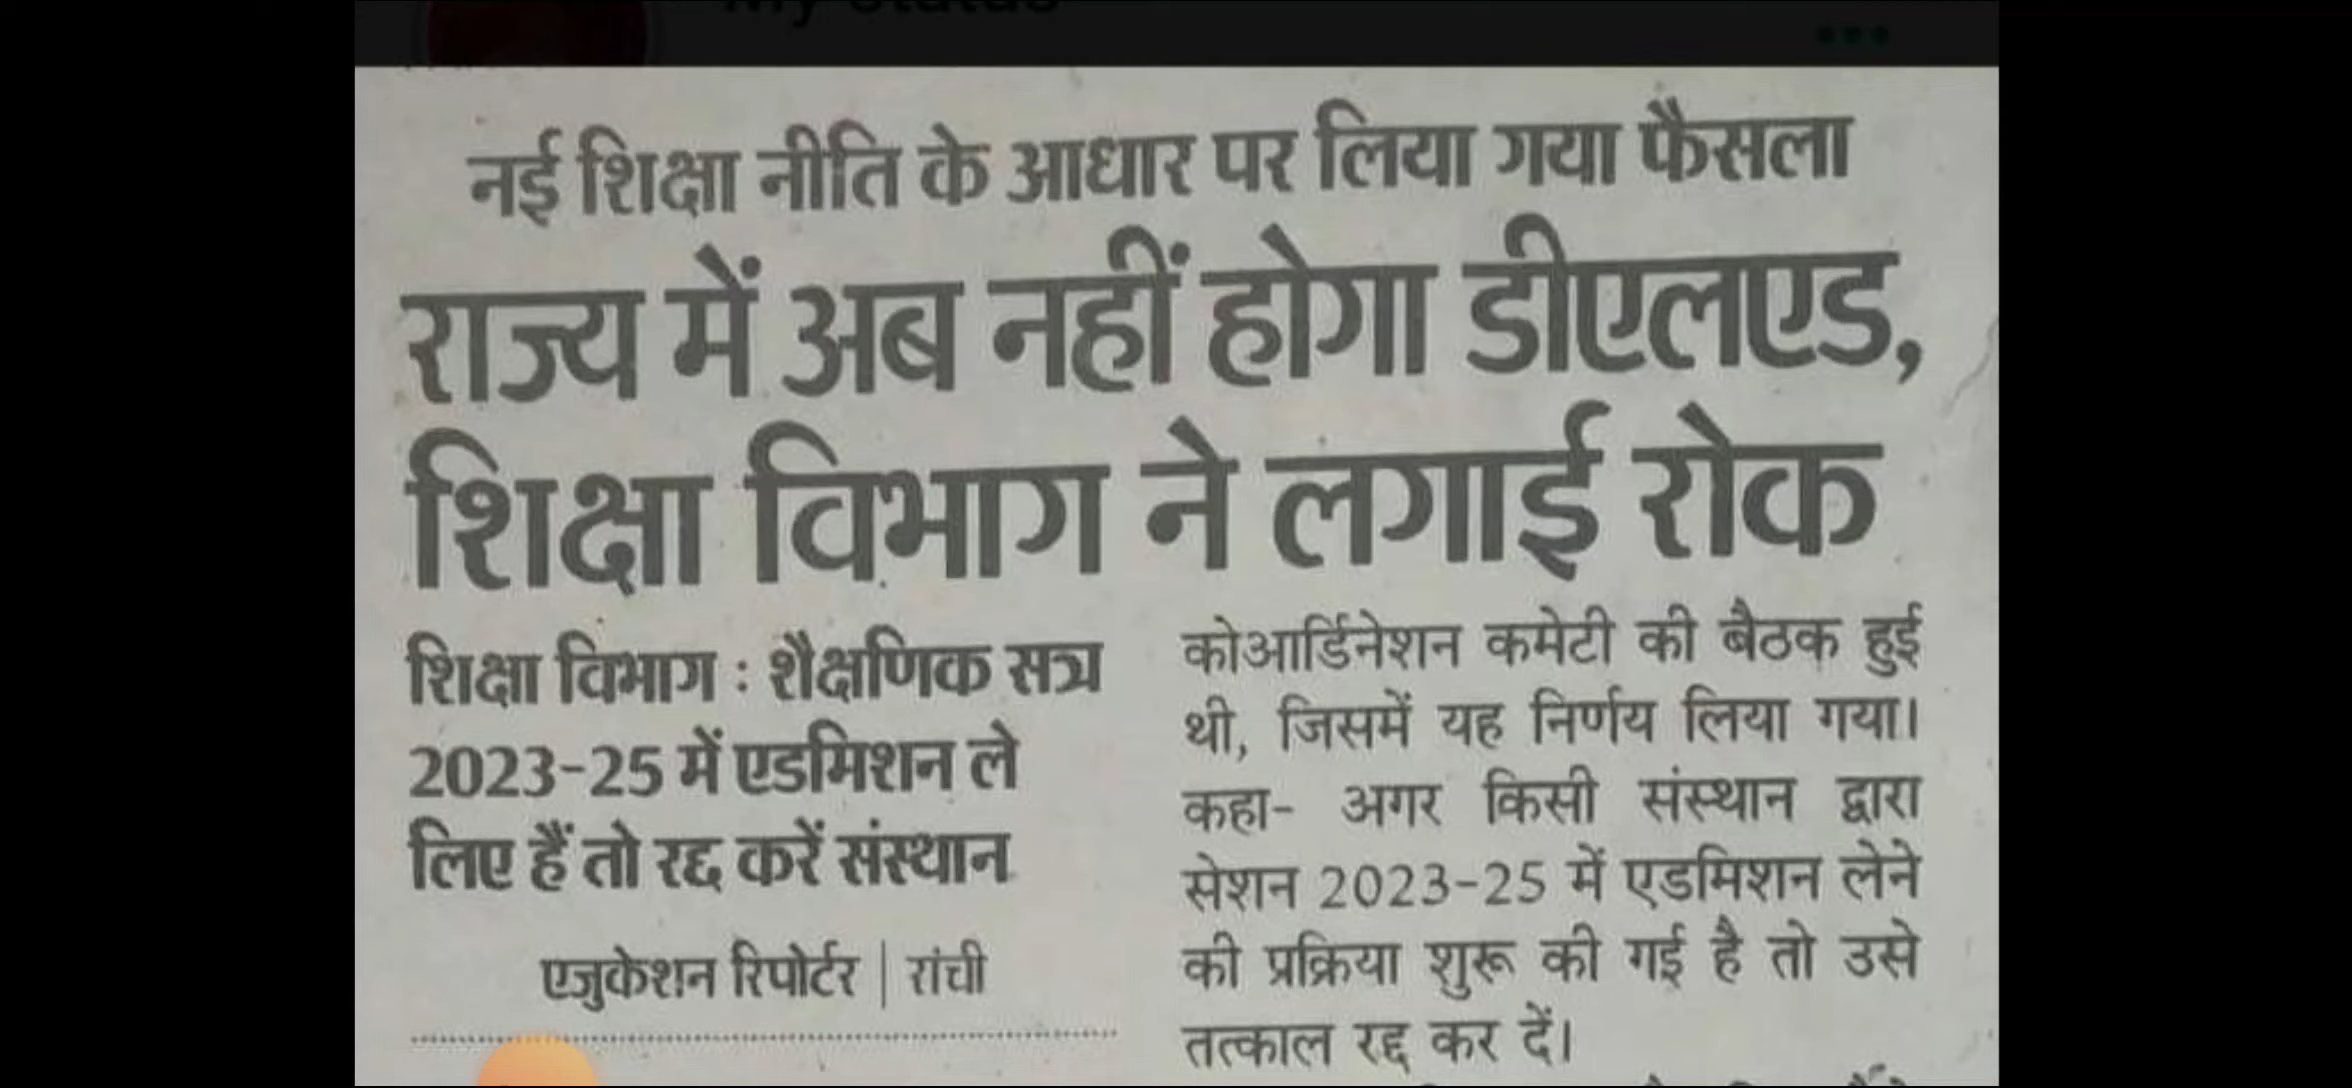 My Status
नई शिक्षा नीति के आधार पर लिया गया फैसला
राज्य में अब नहीं होगा डीएलएड,
शिक्षा विभाग ने लगाई रोक
शिक्षा विभाग : शैक्षणिक सत्र
2023-25 में एडमिशन ले
लिए हैं तो रद्द करें संस्थान
एजुकेशन रिपोर्टर | रांची
कोआर्डिनेशन कमेटी की बैठक हुई
थी, जिसमें यह निर्णय लिया गया।
कहा- अगर किसी संस्थान द्वारा
सेशन 2023-25 में एडमिशन लेने
की प्रक्रिया शुरू की गई है तो उसे
तत्काल रद्द कर दें।